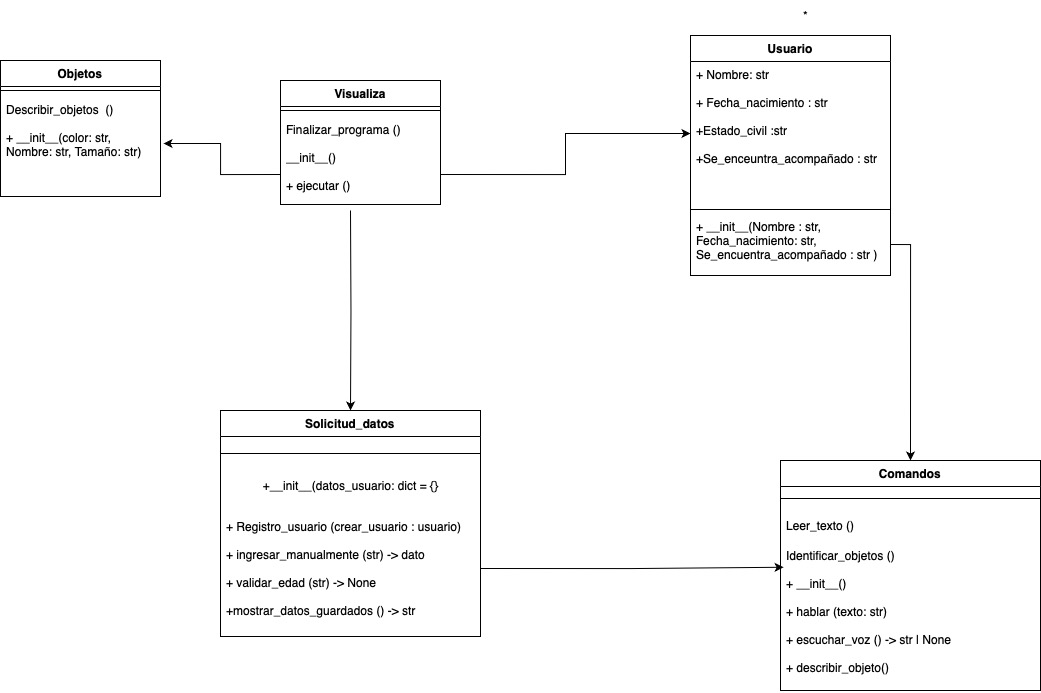 *
Objetos
Describir_objetos ()
+ __init__(color: str,
Nombre: str, Tamaño: str)
Visualiza
Finalizar_programa ()
__init__()
+ ejecutar ()
Usuario
+ Nombre: str
+ Fecha_nacimiento : str
+Estado_civil :str
+Se_enceuntra_acompañado : str
+ __init__(Nombre : str,
Fecha_nacimiento: str,
Se_encuentra_acompañado : str )
Solicitud_datos
+__init__(datos_usuario: dict = {}
+ Registro_usuario (crear_usuario : usuario)
+ ingresar_manualmente (str) -> dato
+ validar_edad (str) -> None
+mostrar_datos_guardados () -> str
Comandos
Leer_texto ()
Identificar_objetos ()
+ __init__()
+ hablar (texto: str)
+ escuchar_voz () -> str I None
+ describir_objeto()